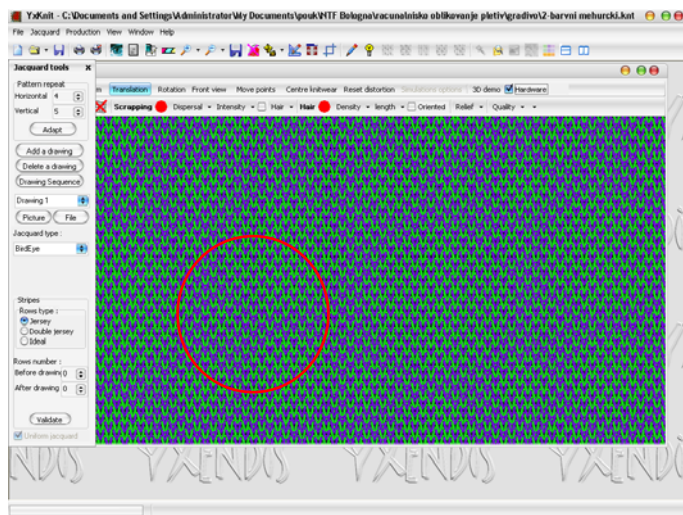 YxKnit - C:\Documents and Settings\Administrator\My Documents\pouk\NTF Bologna\racunalnisko oblikovanje pletiv\gradivo\2-barvni mehurcki.knt
File Jacquard Production View Window Help
Jacquard tools x
Pattern repeat
Horizontal 4
Vertical 5
Adapt
Add a drawing
Delete a drawing
Drawing Sequence
Drawing 1
Picture File
Jacquard type :
BirdEye
Stripes
Rows type :
Jersey
Double jersey
Ideal
Rows number :
Before drawing 0
After drawing 0
Validate
Uniform jacquard
Translation Rotation Front view Move points Centre knitwear Reset distortion Simulations options 3D demo Hardware
Scrapping Dispersal Intensity Hair Hair Density length Oriented Relief Quality
YXENDOS YXENDOS